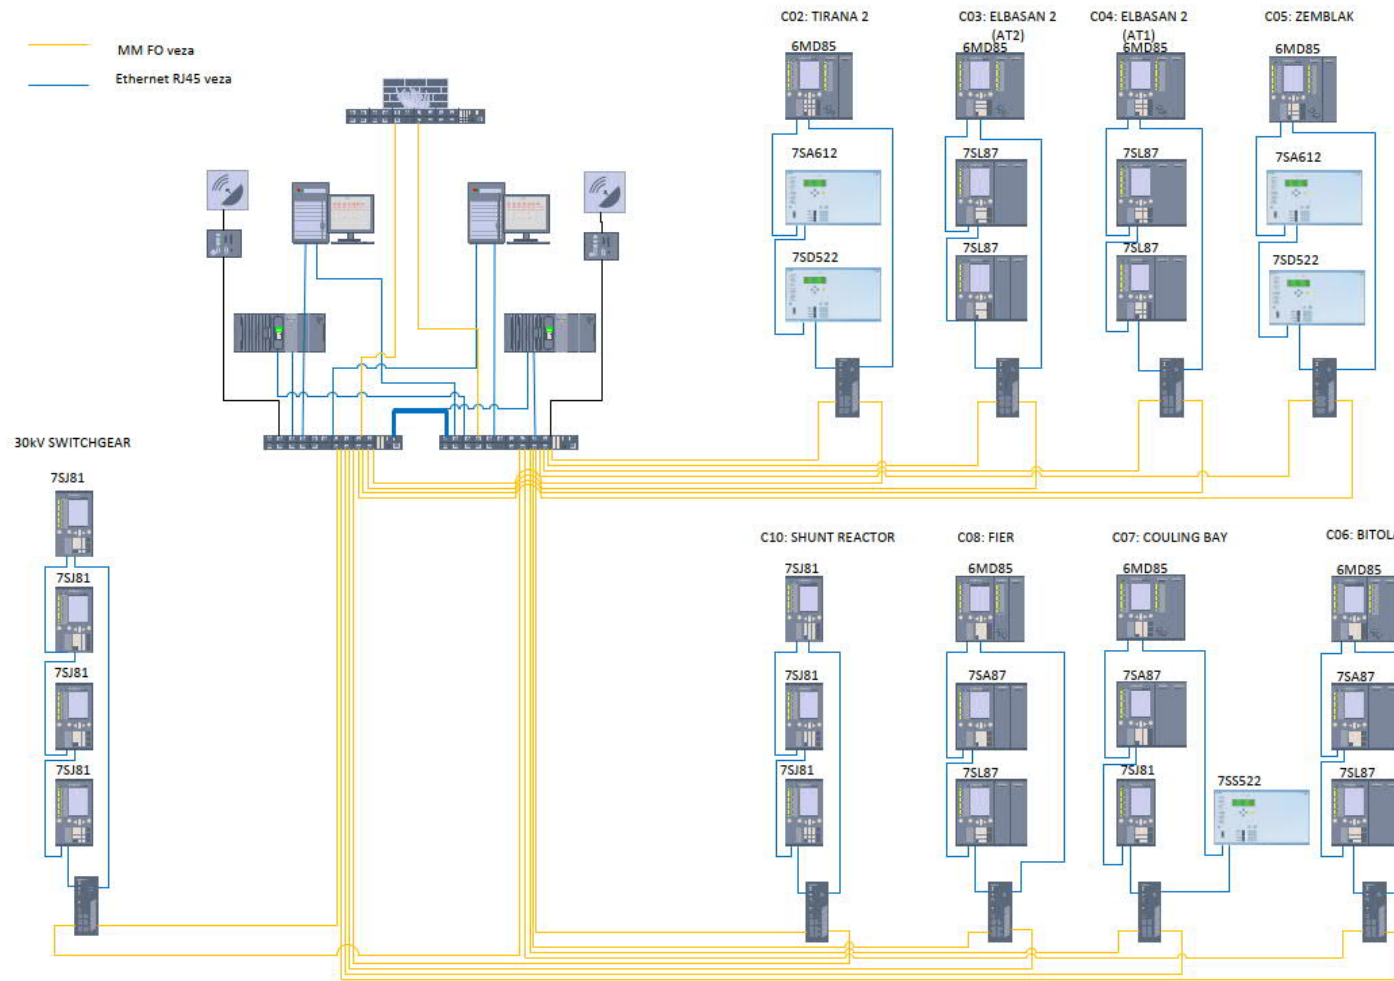 MM FO veza
Ethernet RJ45 veza
C02: TIRANA 2
6MD85
7SA612
7SD522
C03: ELBASAN 2
(AT2)
6MD85
7SL87
7SL87
C04: ELBASAN 2
(AT1)
6MD85
7SL87
7SL87
C05: ZEMBLAK
6MD85
7SA612
7SD522
30kV SWITCHGEAR
7SJ81
7SJ81
7SJ81
7SJ81
C10: SHUNT REACTOR
7SJ81
7SJ81
7SJ81
C08: FIER
6MD85
7SA87
7SL87
C07: COULING BAY
6MD85
7SA87
7SJ81
7SS522
C06: BITOLA
6MD85
7SA87
7SL87